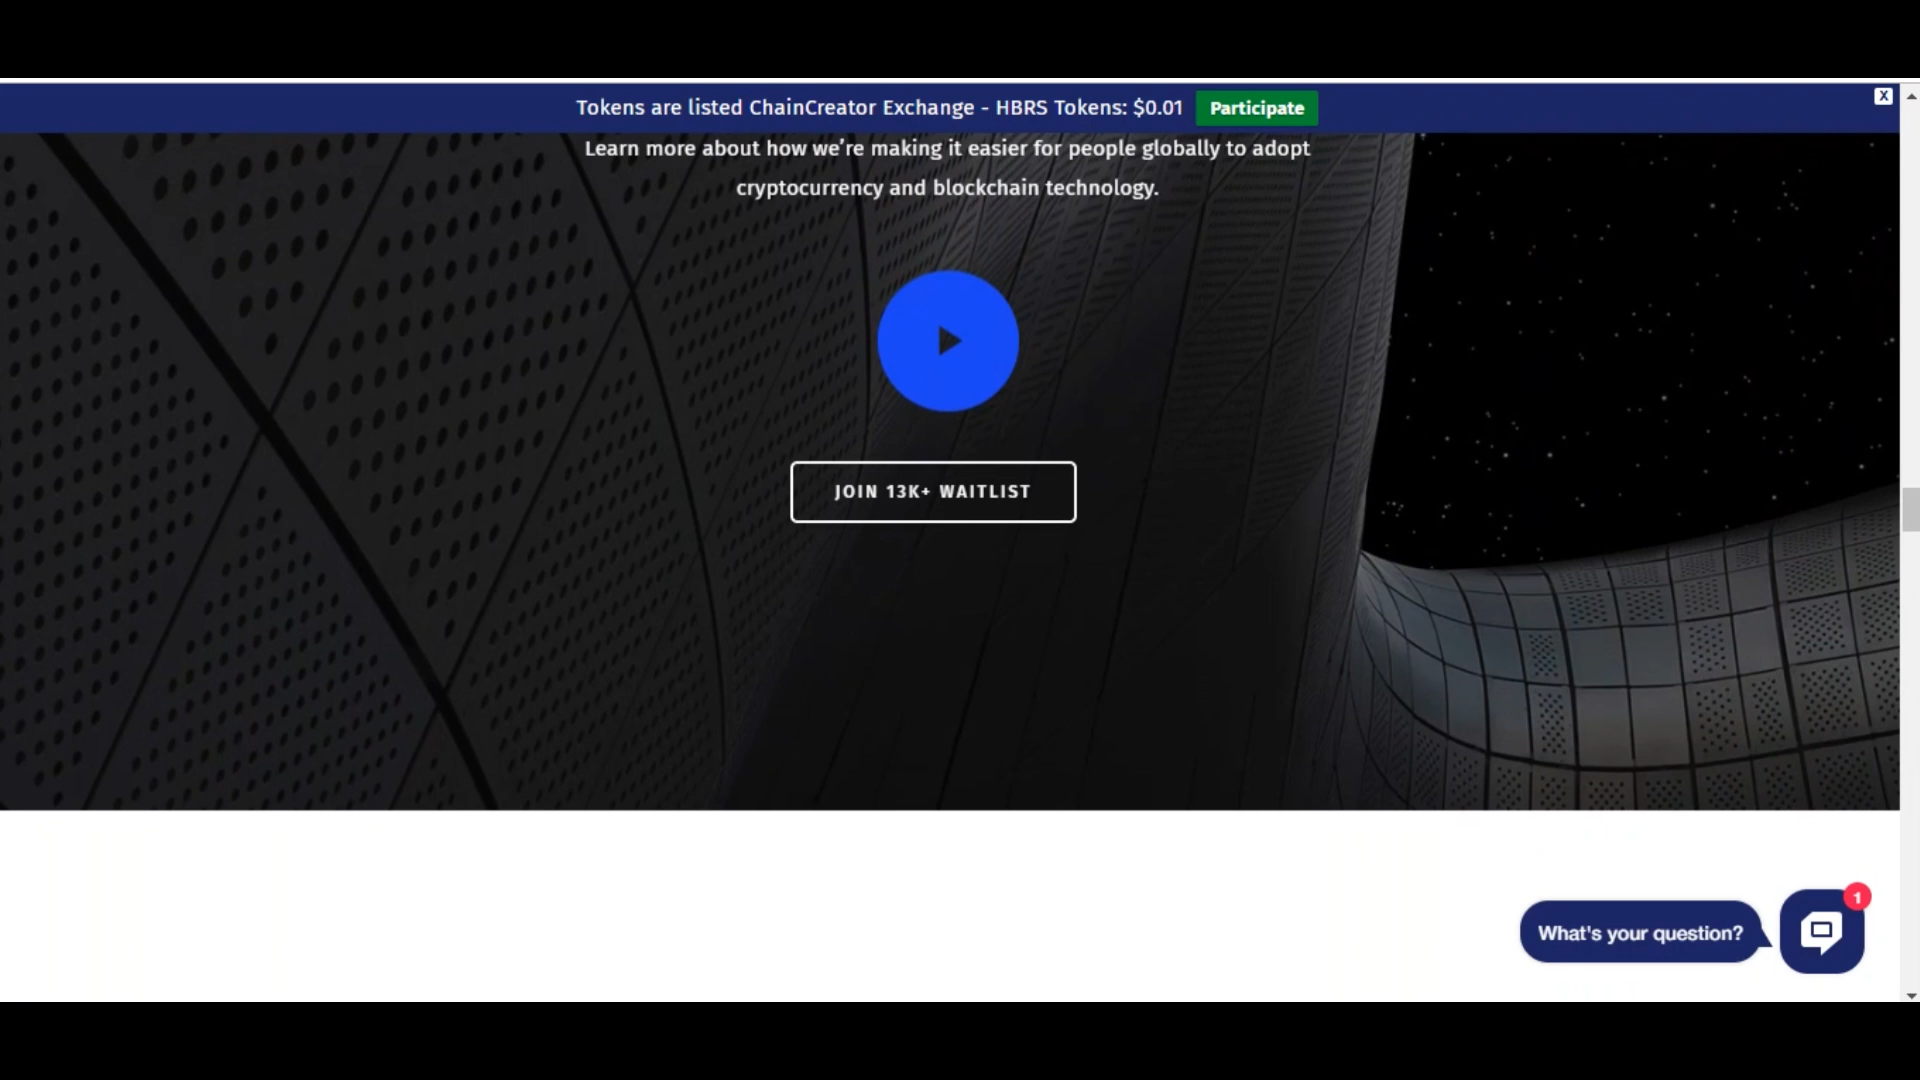 Tokens are listed ChainCreator Exchange - HBRS Tokens: $0.01 Participate
X
Learn more about how we’re making it easier for people globally to adopt
cryptocurrency and blockchain technology.
JOIN 13K+ WAITLIST
1
What's your question?